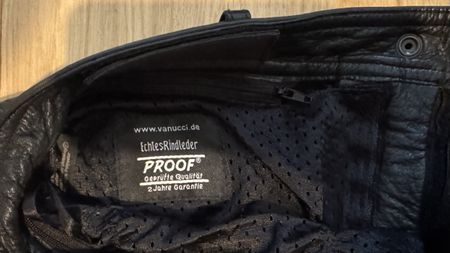 www.vanucci.de
EchtesRindleder
PROOF®
Geprüfte Qualität
2 Jahre Garantie